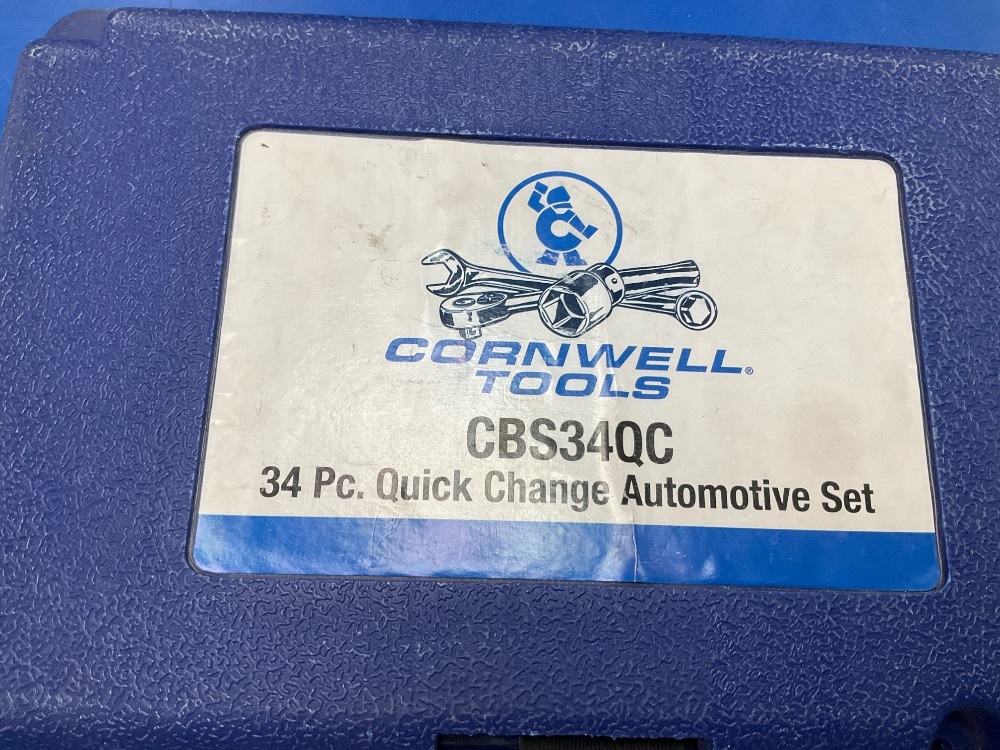 CORNWELL®
TOOLS
CBS34QC
34 Pc. Quick Change Automotive Set